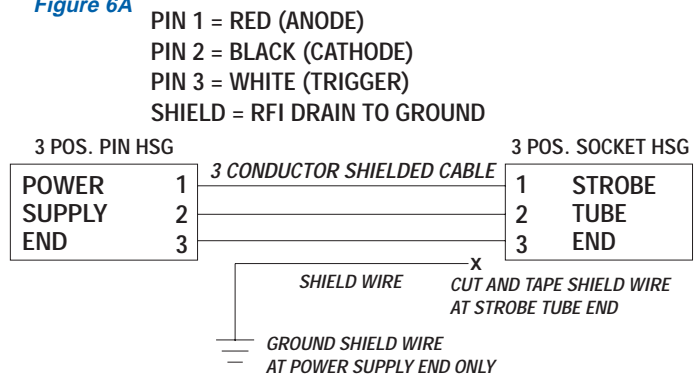 Figure 6A
PIN 1 = RED (ANODE)
PIN 2 = BLACK (CATHODE)
PIN 3 = WHITE (TRIGGER)
SHIELD = RFI DRAIN TO GROUND
3 POS. PIN HSG
3 POS. SOCKET HSG
3 CONDUCTOR SHIELDED CABLE
POWER 1
SUPPLY 2
END 3
1 STROBE
2 TUBE
3 END
SHIELD WIRE
X
CUT AND TAPE SHIELD WIRE
AT STROBE TUBE END
GROUND SHIELD WIRE
AT POWER SUPPLY END ONLY